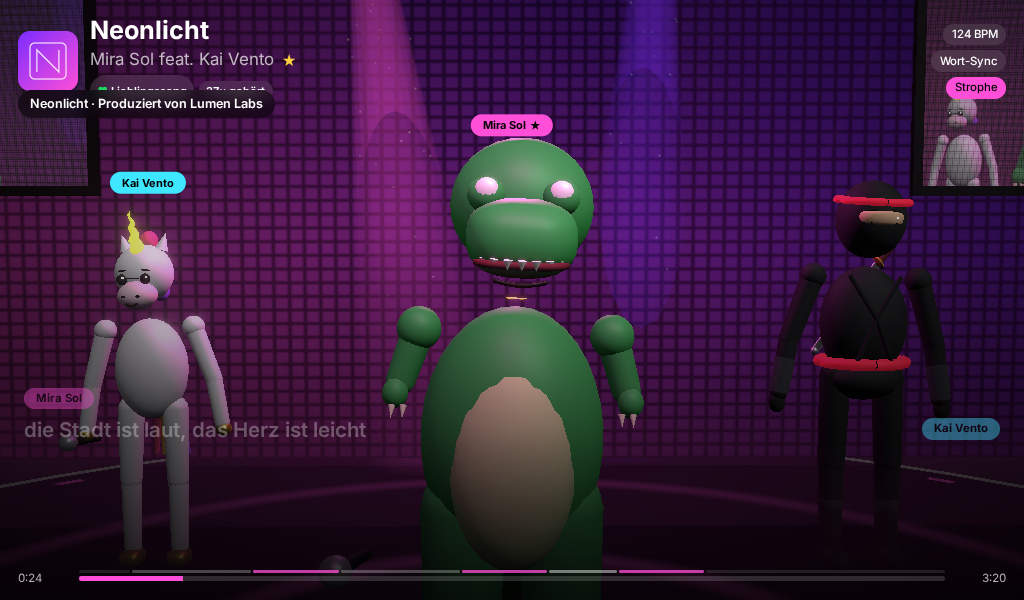 Neonlicht
Mira Sol feat. Kai Vento ★
Neonlicht · Produziert von Lumen Labs
124 BPM
Wort-Sync
Strophe
Mira Sol ★
Kai Vento
Mira Sol
die Stadt ist laut, das Herz ist leicht
Kai Vento
0:24
3:20